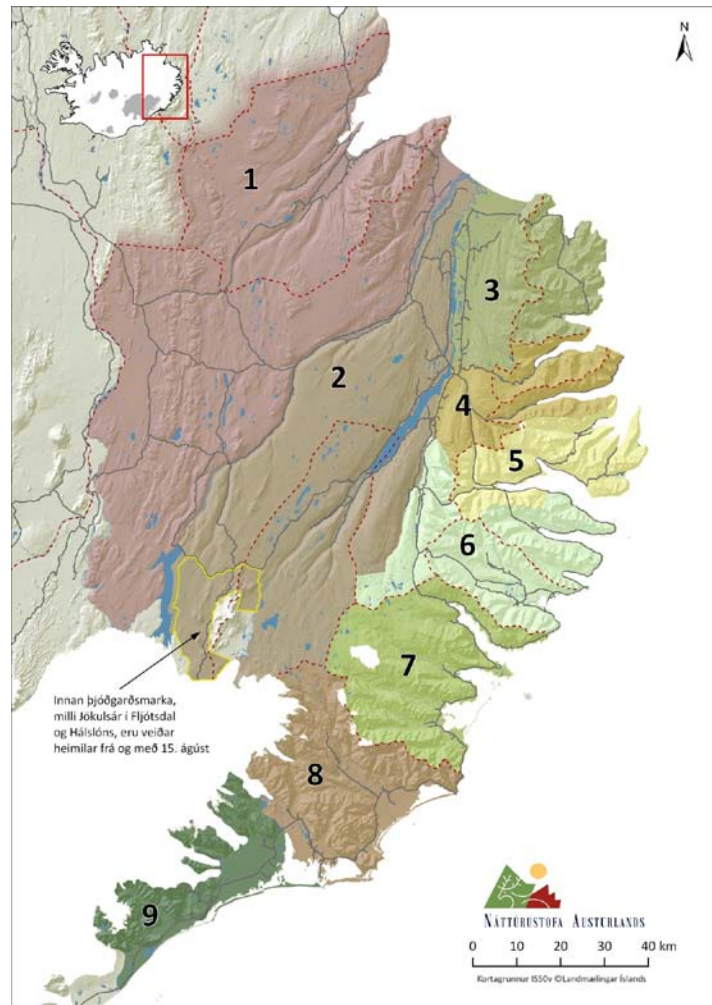 N
1
2
3
4
5
6
7
8
9
Innan þjóðgarðsmarka,
milli Jökulsár í Fljótsdal
og Hálslóns, eru veiðar
heimilar frá og með 15. ágúst
NÁTTÚRUSTOFA AUSTURLANDS
0 10 20 30 40 km
Kortagrunnur IS50v ©Landmælingar Íslands